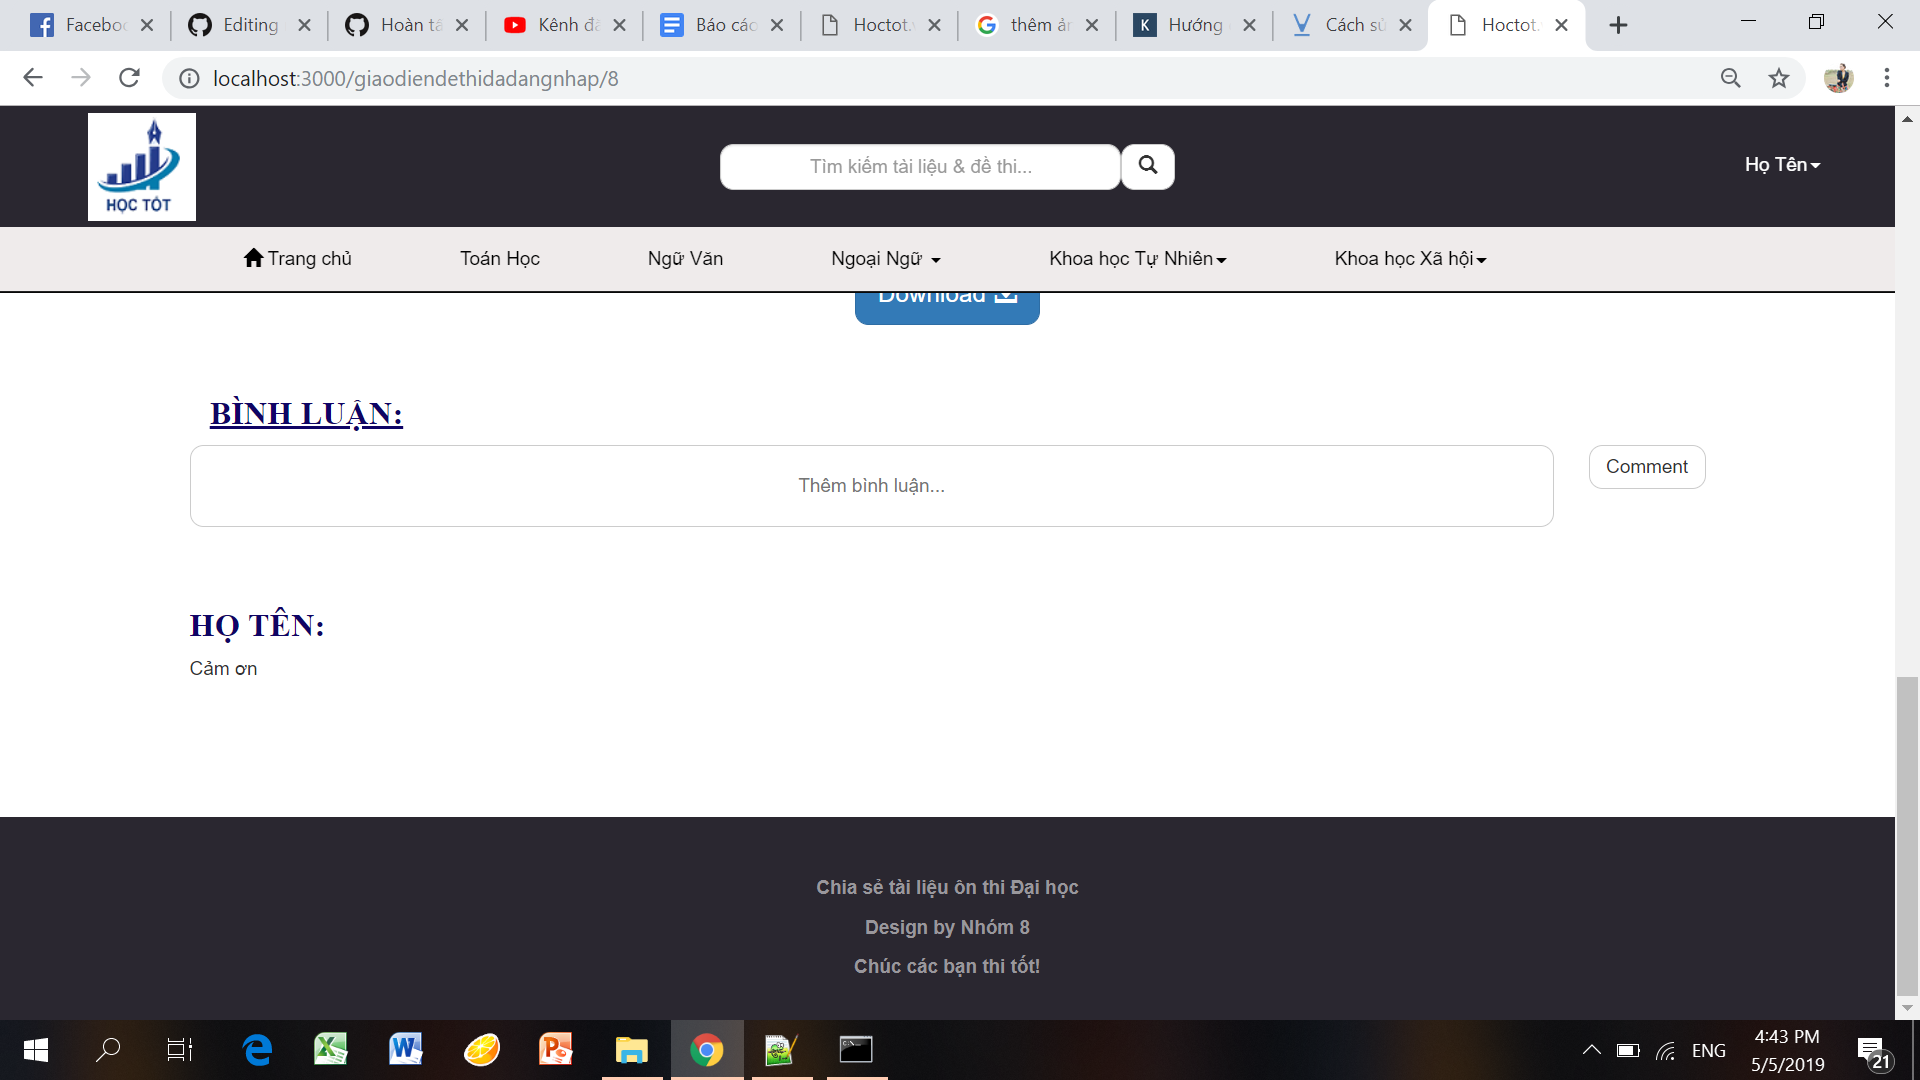 Faceboo
Editing
Hoàn tấ
Kênh đấ
Báo cáo
Hoctot.v
thêm ản
Hướng
Cách sử
Hoctot.
localhost:3000/giaodiendethidadangnhap/8
HỌC TỐT
Tìm kiếm tài liệu & đề thi...
Họ Tên
Trang chủ
Toán Học
Ngữ Văn
Ngoại Ngữ
Khoa học Tự Nhiên
Khoa học Xã hội
Download
BÌNH LUẬN:
Thêm bình luận...
Comment
HỌ TÊN:
Cảm ơn
Chia sẻ tài liệu ôn thi Đại học
Design by Nhóm 8
Chúc các bạn thi tốt!
ENG
4:43 PM
5/5/2019
21